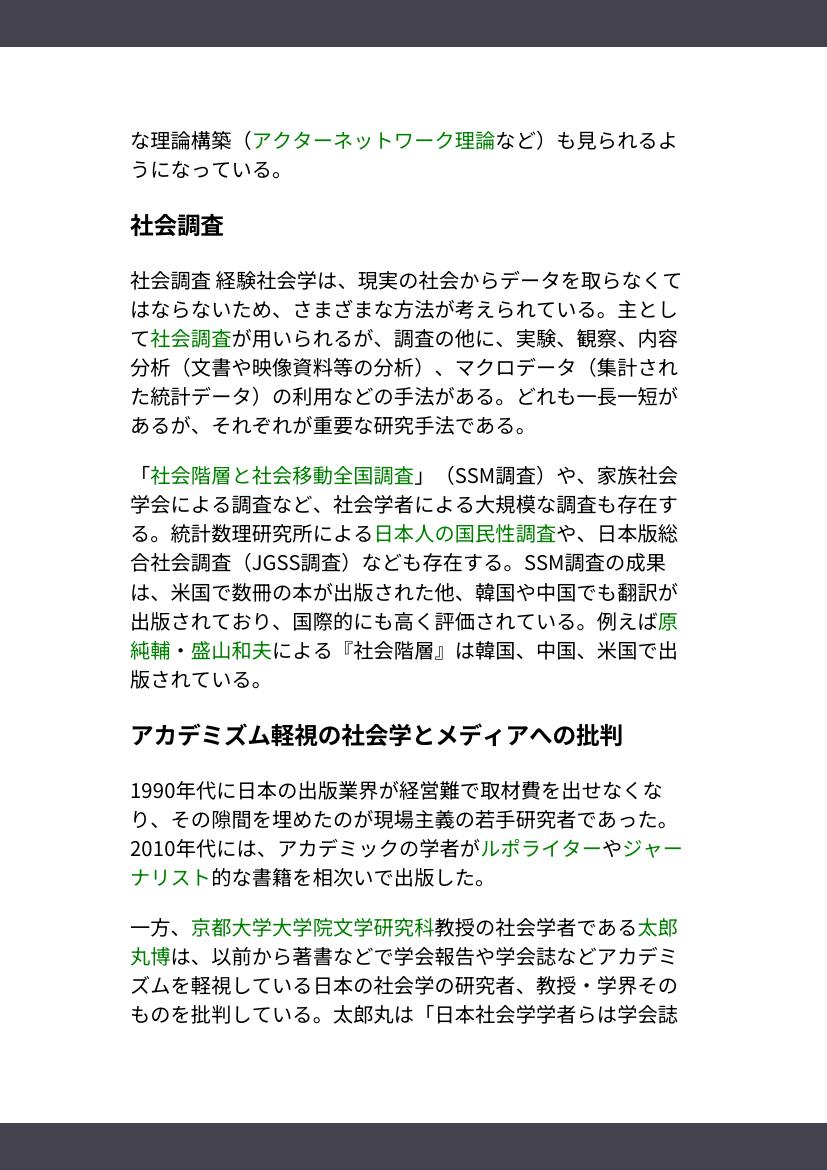 な理論構築（アクターネットワーク理論など）も見られるよ
うになっている。
社会調査
社会調査 経験社会学は、現実の社会からデータを取らなくて
はならないため、さまざまな方法が考えられている。主とし
て社会調査が用いられるが、調査の他に、実験、観察、内容
分析（文書や映像資料等の分析）、マクロデータ（集計され
た統計データ）の利用などの手法がある。どれも一長一短が
あるが、それぞれが重要な研究手法である。
「社会階層と社会移動全国調査」（SSM調査）や、家族社会
学会による調査など、社会学者による大規模な調査も存在す
る。統計数理研究所による日本人の国民性調査や、日本版総
合社会調査（JGSS調査）なども存在する。SSM調査の成果
は、米国で数冊の本が出版された他、韓国や中国でも翻訳が
出版されており、国際的にも高く評価されている。例えば原
純輔・盛山和夫による『社会階層』は韓国、中国、米国で出
版されている。
アカデミズム軽視の社会学とメディアへの批判
1990年代に日本の出版業界が経営難で取材費を出せなくな
り、その隙間を埋めたのが現場主義の若手研究者であった。
2010年代には、アカデミックの学者がルポライターやジャー
ナリスト的な書籍を相次いで出版した。
一方、京都大学大学院文学研究科教授の社会学者である太郎
丸博は、以前から著書などで学会報告や学会誌などアカデミ
ズムを軽視している日本の社会学の研究者、教授・学界その
ものを批判している。太郎丸は「日本社会学学者らは学会誌